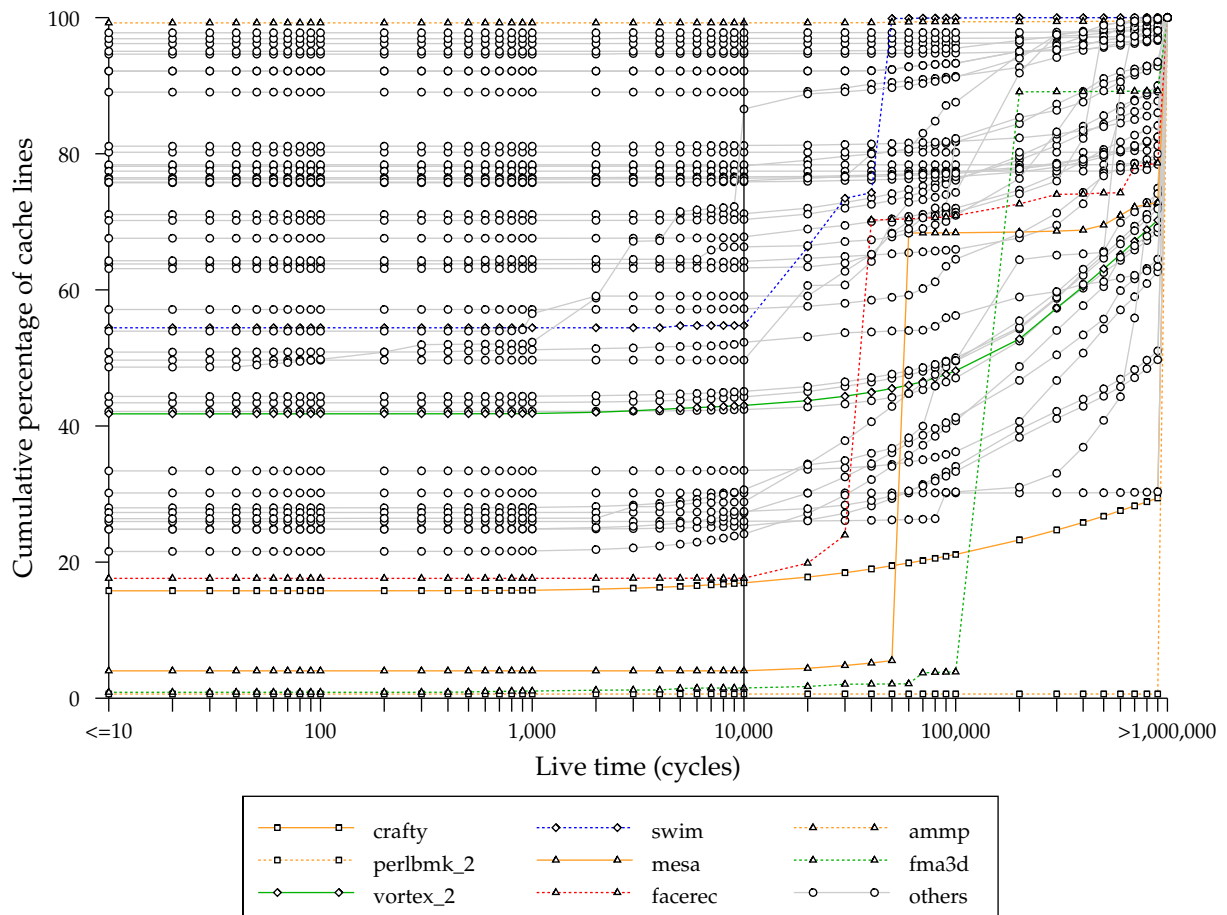 100
80
60
40
20
0
Cumulative percentage of cache lines
<=10 100 1,000 10,000 100,000 >1,000,000
Live time (cycles)
crafty swim ammp
perlbmk_2 mesa fma3d
vortex_2 facerec others